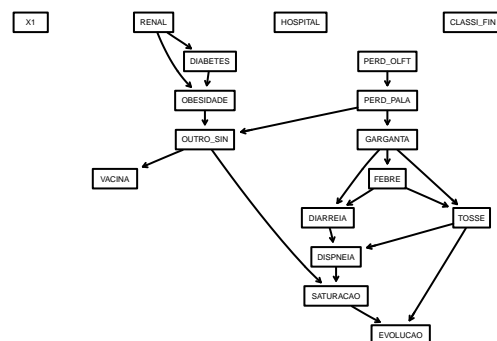 X1 RENAL HOSPITAL CLASSI_FIN
DIABETES PERD_OLFT
OBESIDADE PERD_PALA
OUTRO_SIN GARGANTA
VACINA FEBRE
DIARREIA TOSSE
DISPNEIA
SATURACAO
EVOLUCAO